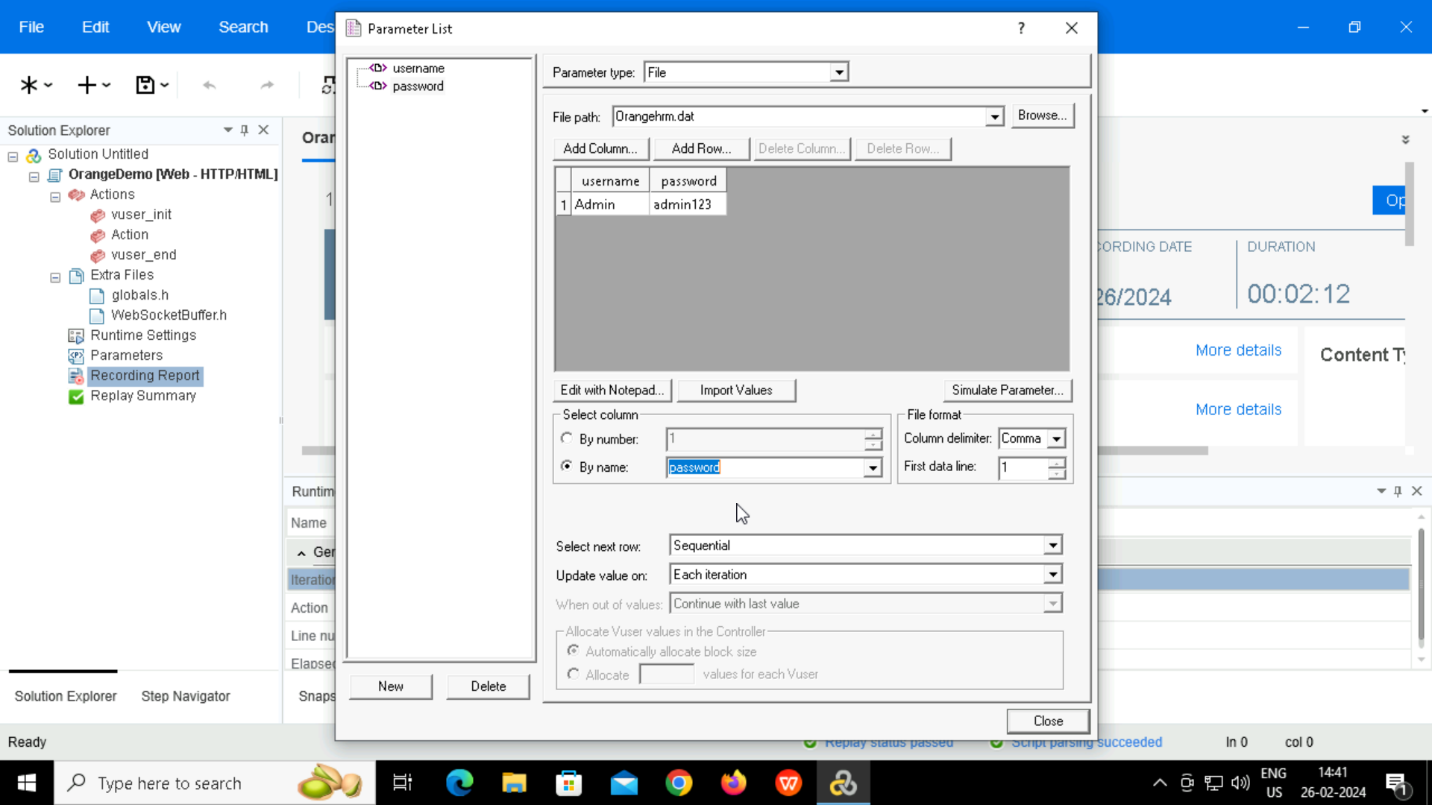 File Edit View Search Des
Parameter List
?
Solution Explorer
Solution Untitled
OrangeDemo [Web - HTTP/HTML]
Actions
vuser_init
Action
vuser_end
Extra Files
globals.h
WebSocketBuffer.h
Runtime Settings
Parameters
Recording Report
Replay Summary
Solution Explorer Step Navigator
Oran
1
Runtim
Name
Ger
Iteration
Action
Line nu
Elapsed
Snaps
username
password
New Delete
Parameter type: File
File path: Orangehrm.dat Browse...
Add Column... Add Row... Delete Column... Delete Row...
username password
1 Admin admin123
Edit with Notepad... Import Values Simulate Parameter...
Select column
By number: 1
By name: password
File format
Column delimiter: Comma
First data line: 1
Select next row: Sequential
Update value on: Each iteration
When out of values: Continue with last value
Allocate Vuser values in the Controller
Automatically allocate block size
Allocate values for each Vuser
Close
Op
CORDING DATE DURATION
26/2024 00:02:12
More details
Content Ty
More details
Ready Replay status passed Script parsing succeeded ln 0 col 0
Type here to search
ENG
US
14:41
26-02-2024
1